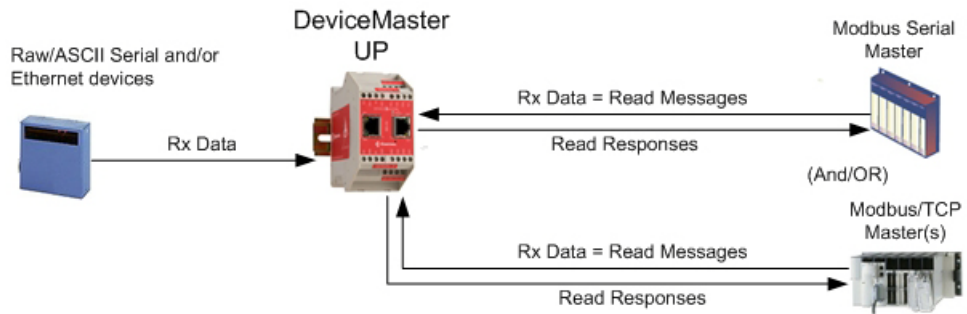 DeviceMaster
UP
Raw/ASCII Serial and/or
Ethernet devices
Rx Data
Modbus Serial
Master
Rx Data = Read Messages
Read Responses
(And/OR)
Modbus/TCP
Master(s)
Rx Data = Read Messages
Read Responses